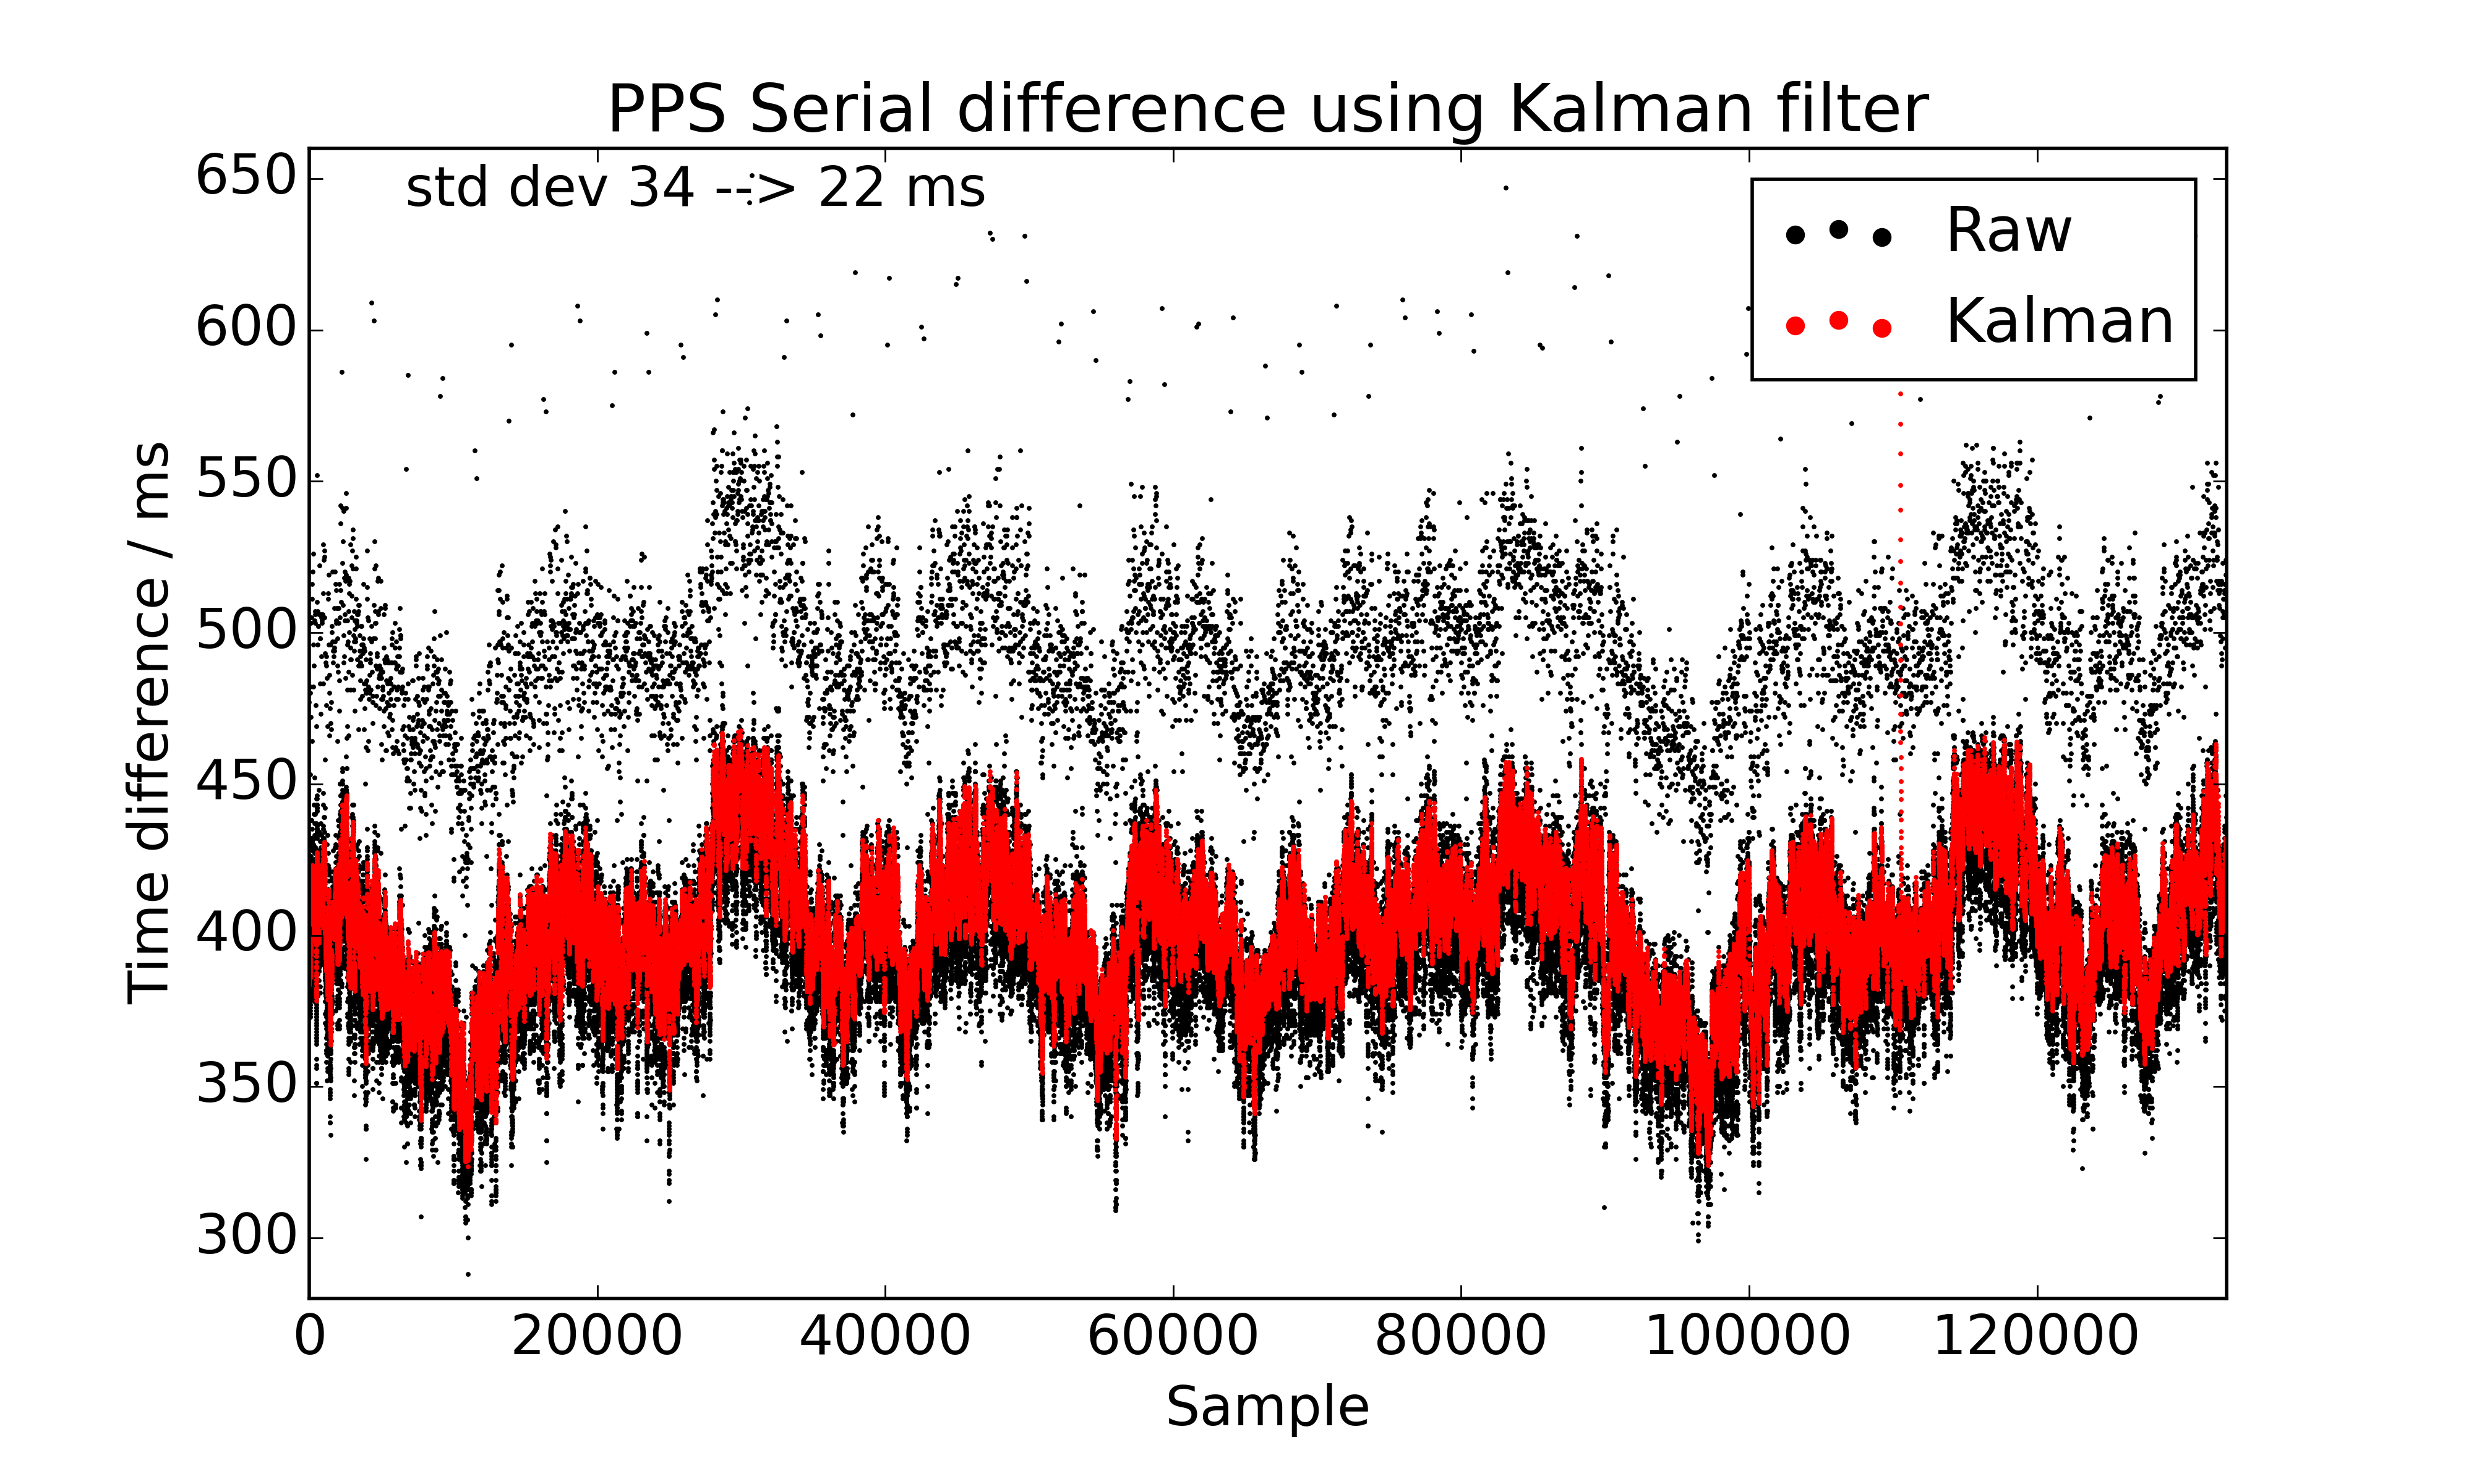 PPS Serial difference using Kalman filter
std dev 34 --> 22 ms
Raw
Kalman
Time difference / ms
650
600
550
500
450
400
350
300
0 20000 40000 60000 80000 100000 120000
Sample